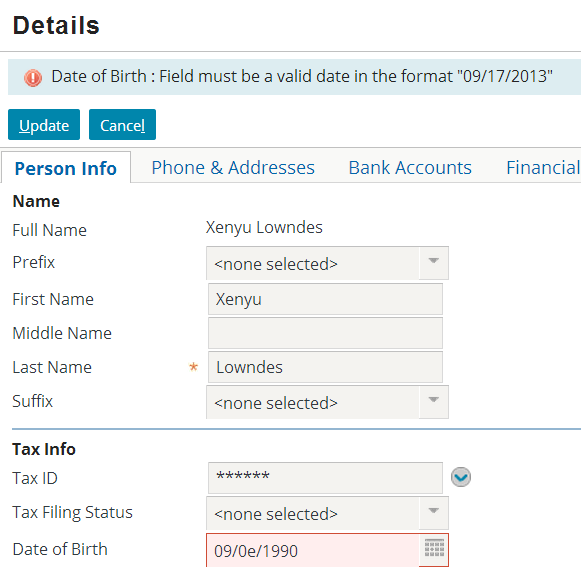 Details
Date of Birth : Field must be a valid date in the format "09/17/2013"
Update Cancel
Person Info Phone & Addresses Bank Accounts Financial
Name
Full Name Xenyu Lowndes
Prefix <none selected>
First Name Xenyu
Middle Name
Last Name * Lowndes
Suffix <none selected>
Tax Info
Tax ID ******
Tax Filing Status <none selected>
Date of Birth 09/0e/1990